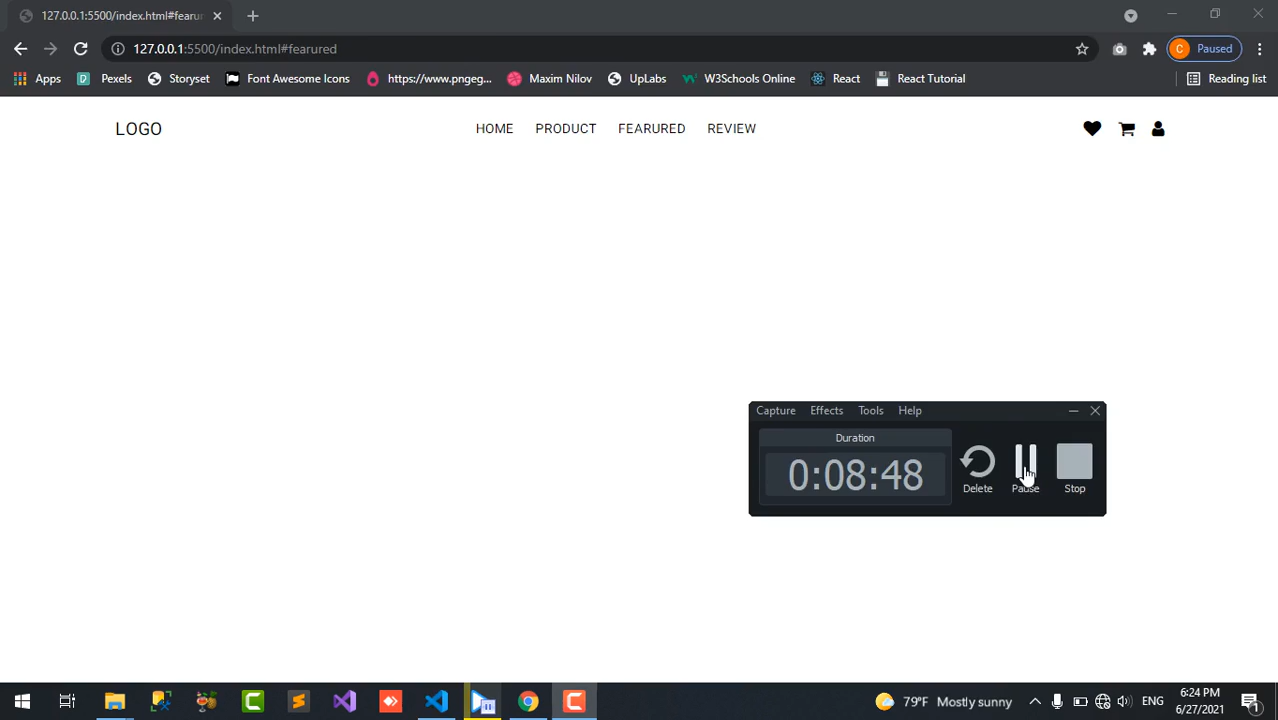 127.0.0.1:5500/index.html#fearu
127.0.0.1:5500/index.html#fearured
C Paused
Apps Pexels Storyset Font Awesome Icons https://www.pngeg... Maxim Nilov UpLabs W3Schools Online React React Tutorial Reading list
LOGO HOME PRODUCT FEARURED REVIEW
Capture Effects Tools Help
Duration
0:08:48
Delete Pause Stop
79°F Mostly sunny ENG
6:24 PM
6/27/2021
1